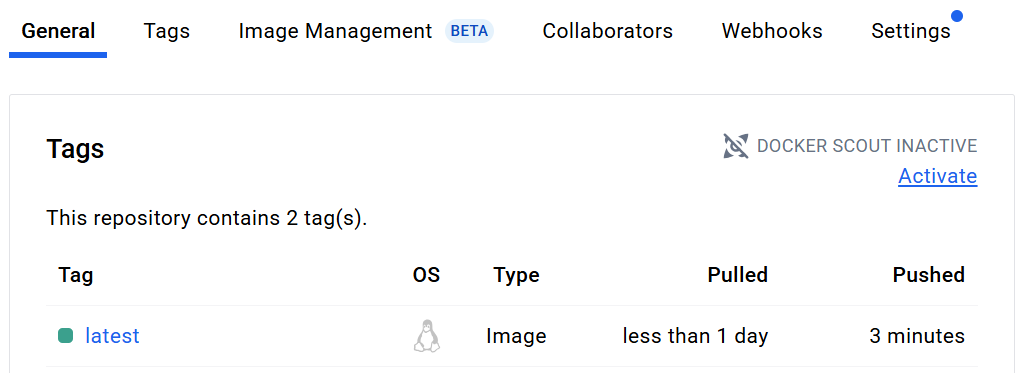 General Tags Image Management BETA Collaborators Webhooks Settings
Tags
DOCKER SCOUT INACTIVE
Activate
This repository contains 2 tag(s).
Tag OS Type Pulled Pushed
latest Image less than 1 day 3 minutes